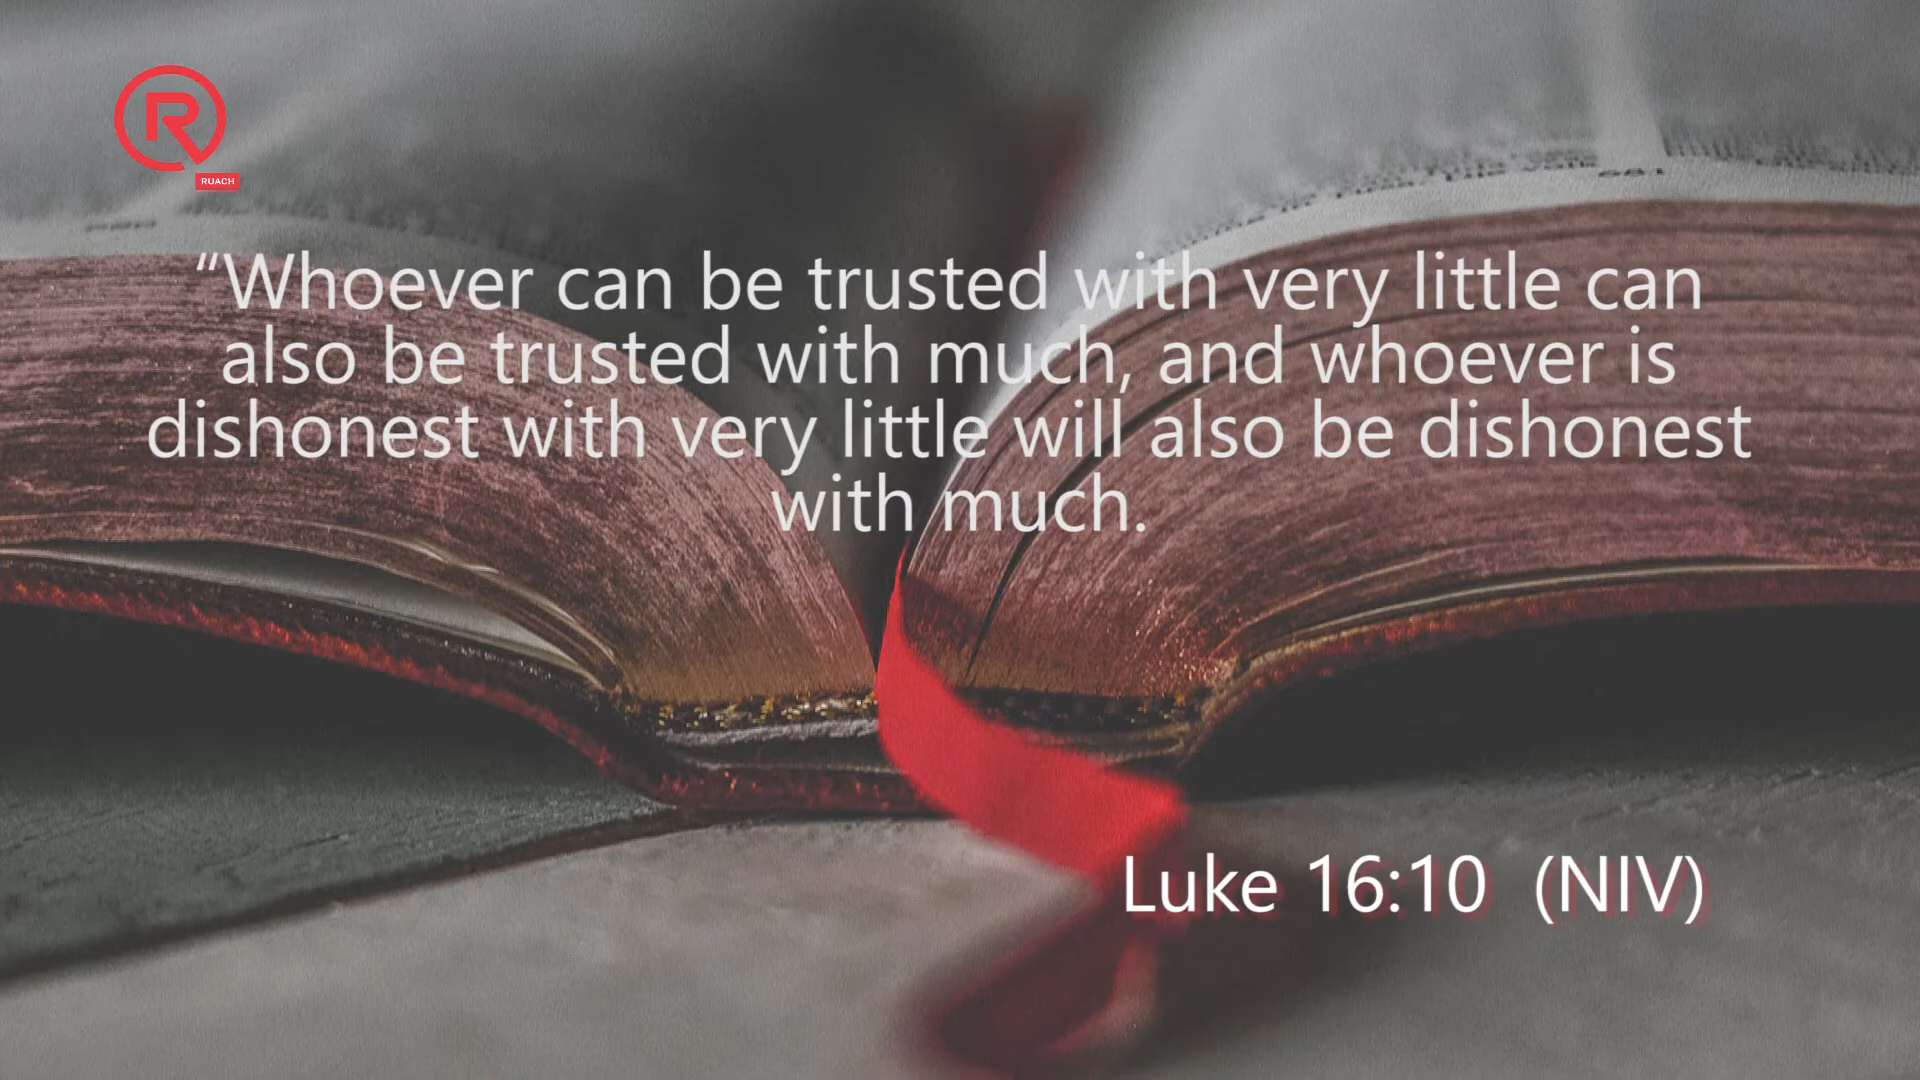 R
RUACH
“Whoever can be trusted with very little can
also be trusted with much, and whoever is
dishonest with very little will also be dishonest
with much.
Luke 16:10 (NIV)